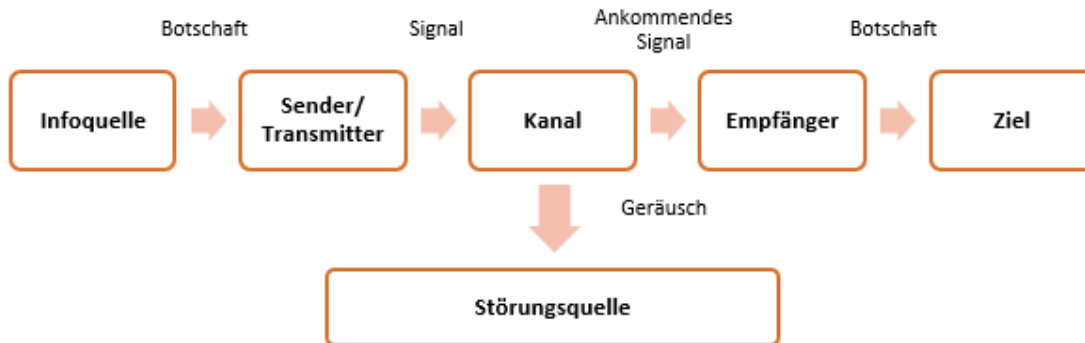 Botschaft
Signal
Ankommendes
Signal
Botschaft
Infoquelle
Sender/
Transmitter
Kanal
Empfänger
Ziel
Geräusch
Störungsquelle